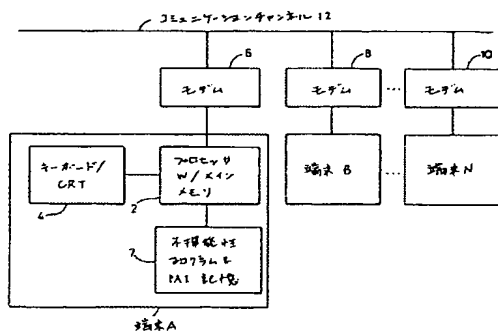 コミュニケーションチャンネル 12
6
8
10
モデム
モデム
モデム
キーボード/
CRT
プロセッサ
W/メイン
メモリ
端末 B
端末 N
4
2
7
不揮発性
プログラム&
PAI 記憶
端末A